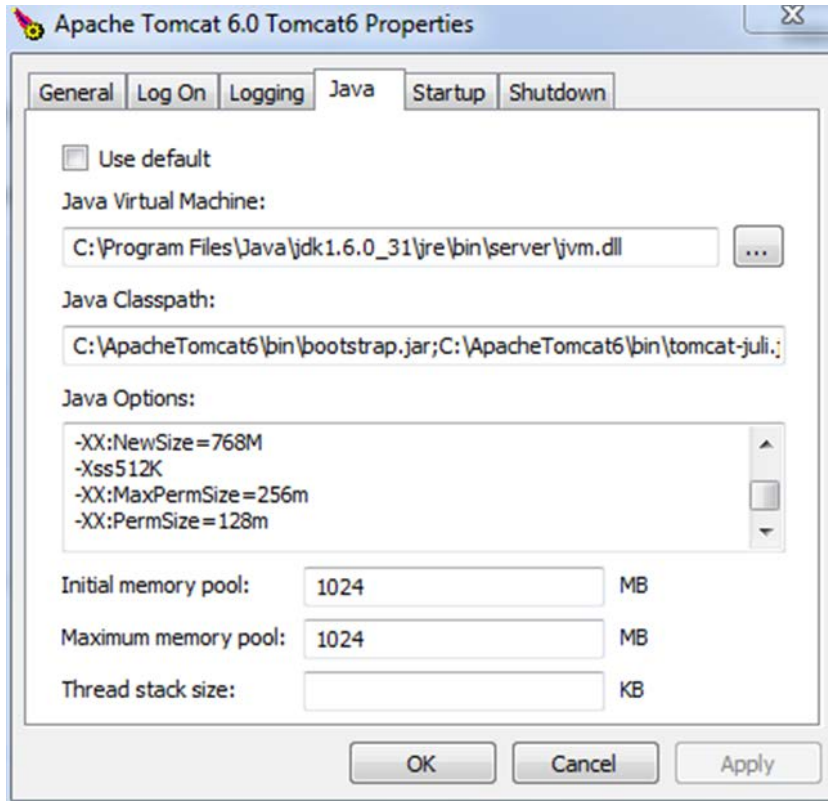 Apache Tomcat 6.0 Tomcat6 Properties
General Log On Logging Java Startup Shutdown
Use default
Java Virtual Machine:
C:\Program Files\Java\jdk1.6.0_31\jre\bin\server\jvm.dll
...
Java Classpath:
C:\ApacheTomcat6\bin\bootstrap.jar;C:\ApacheTomcat6\bin\tomcat-juli.j
Java Options:
-XX:NewSize=768M
-Xss512K
-XX:MaxPermSize=256m
-XX:PermSize=128m
Initial memory pool: 1024 MB
Maximum memory pool: 1024 MB
Thread stack size: KB
OK Cancel Apply